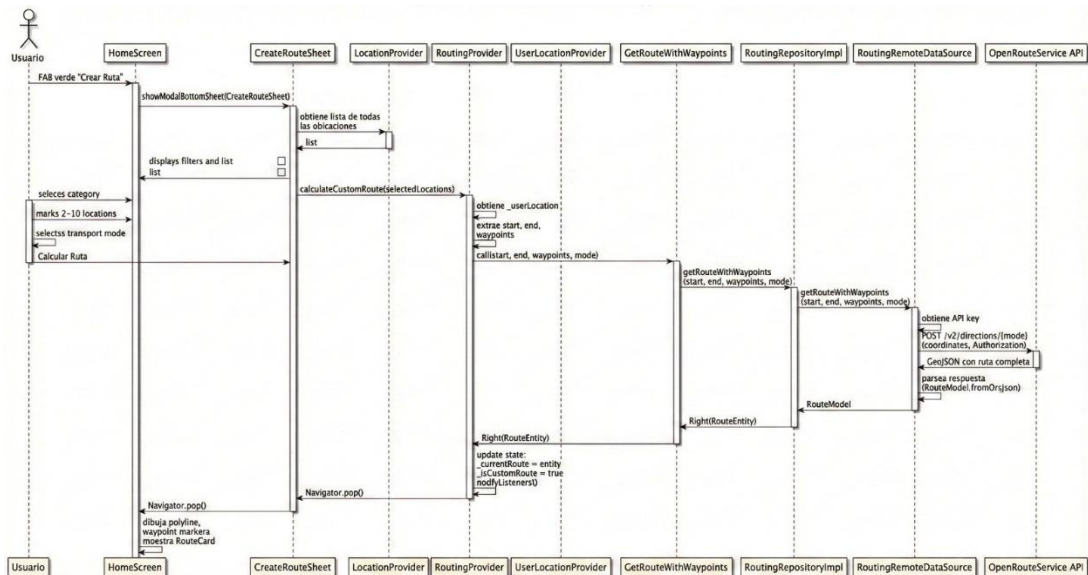 Usuario
HomeScreen
CreateRouteSheet
LocationProvider
RoutingProvider
UserLocationProvider
GetRouteWithWaypoints
RoutingRepositoryImpl
RoutingRemoteDataSource
OpenRouteService API
FAB verde "Crear Ruta"
showModalBottomSheet(CreateRouteSheet)
obtiene lista de todas
las obicaciones
list
displays filters and list
list
seleces category
calculateCustomRoute(selectedLocations)
marks 2-10 locations
obtiene _userLocation
extrae start, end,
waypoints
selectss transport mode
Calcular Ruta
callistart, end, waypoints, mode)
getRouteWithWaypoints
(start, end, waypoints, mode)
getRouteWithWaypoints
(start, end, waypoints, mode)
obtiene API key
POST /v2/directions/{mode}
(coordinates, Authorization)
GeoJSON con ruta completa
parsea respuesta
(RouteModel.fromOrsJson)
RouteModel
Right(RouteEntity)
Right(RouteEntity)
update state:
_currentRoute = entity
_isCustomRoute = true
nodfyListeners()
Navigator.pop()
Navigator.pop()
dibuja polyline,
waypoint markera
moestra RouteCard
Usuario
HomeScreen
CreateRouteSheet
LocationProvider
RoutingProvider
UserLocationProvider
GetRouteWithWaypoints
RoutingRepositoryImpl
RoutingRemoteDataSource
OpenRouteService API